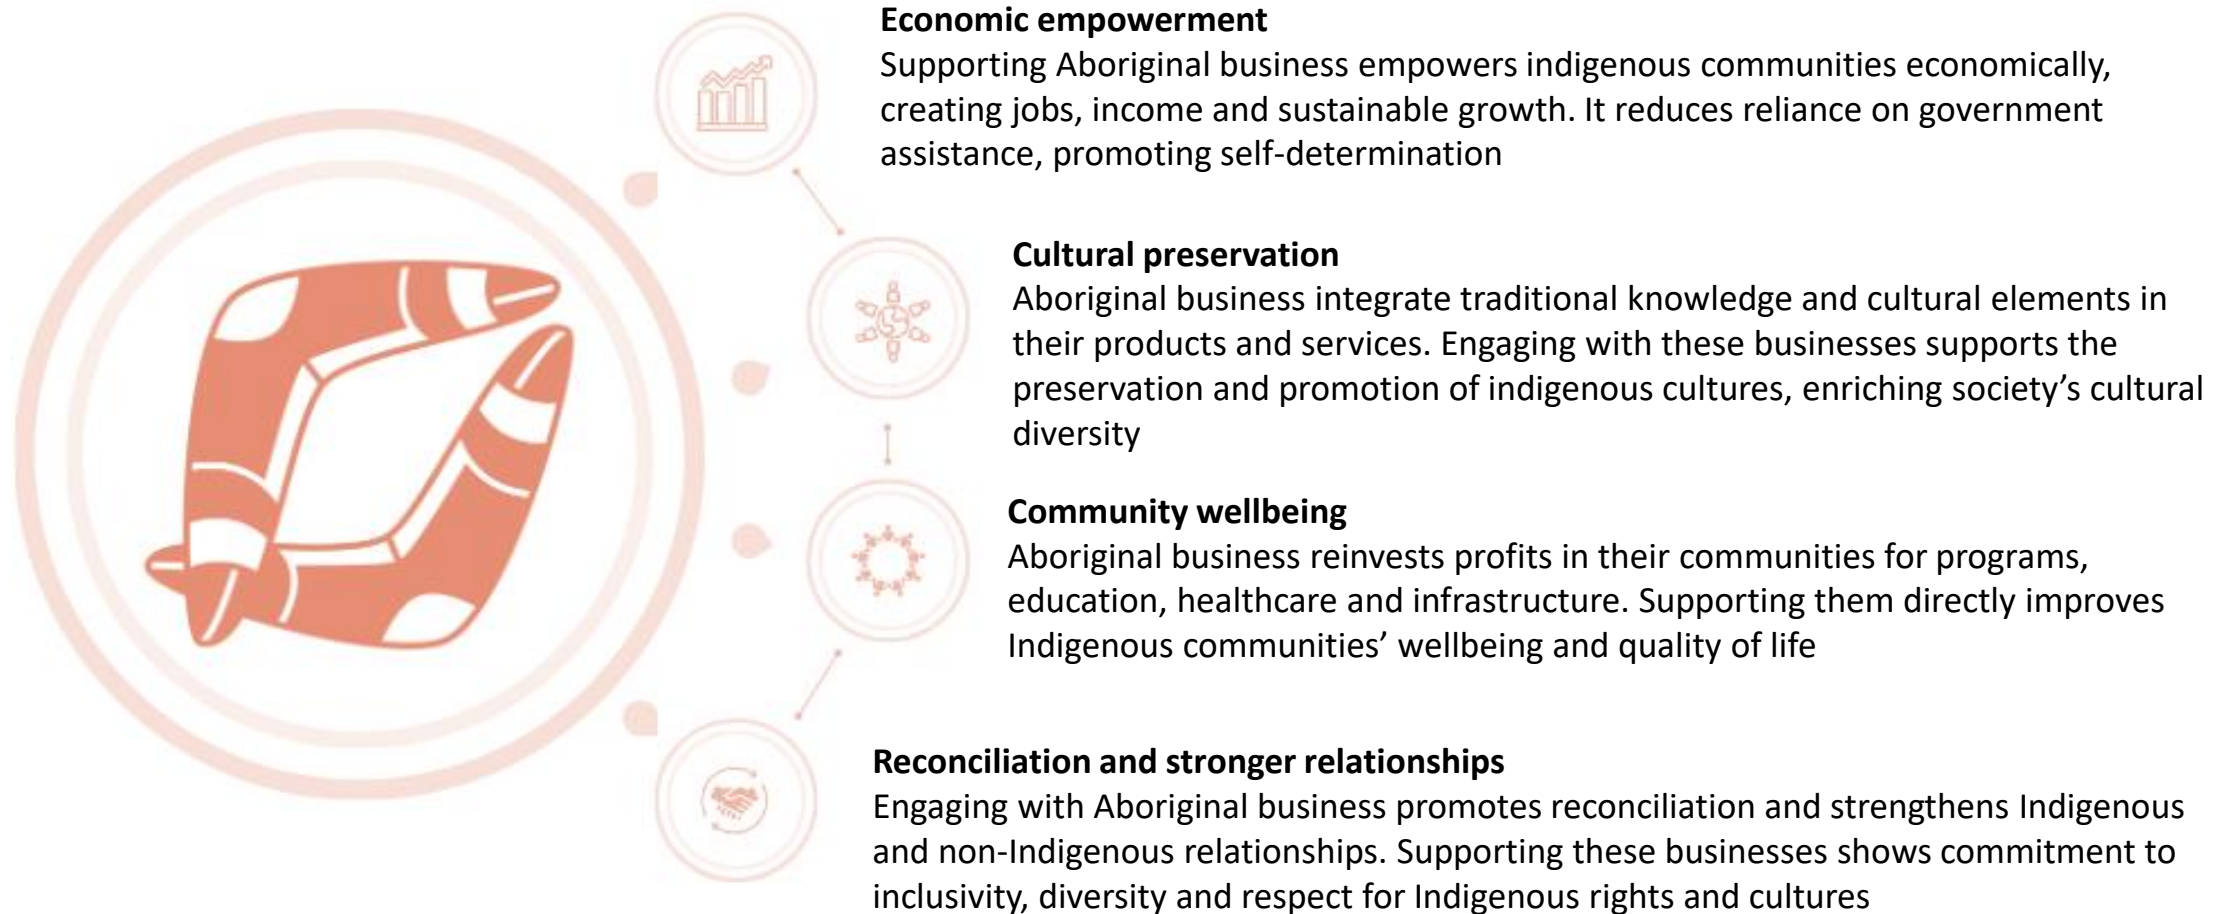 Economic empowerment
Supporting Aboriginal business empowers indigenous communities economically,
creating jobs, income and sustainable growth. It reduces reliance on government
assistance, promoting self-determination
Cultural preservation
Aboriginal business integrate traditional knowledge and cultural elements in
their products and services. Engaging with these businesses supports the
preservation and promotion of indigenous cultures, enriching society’s cultural
diversity
Community wellbeing
Aboriginal business reinvests profits in their communities for programs,
education, healthcare and infrastructure. Supporting them directly improves
Indigenous communities’ wellbeing and quality of life
Reconciliation and stronger relationships
Engaging with Aboriginal business promotes reconciliation and strengthens Indigenous
and non-Indigenous relationships. Supporting these businesses shows commitment to
inclusivity, diversity and respect for Indigenous rights and cultures